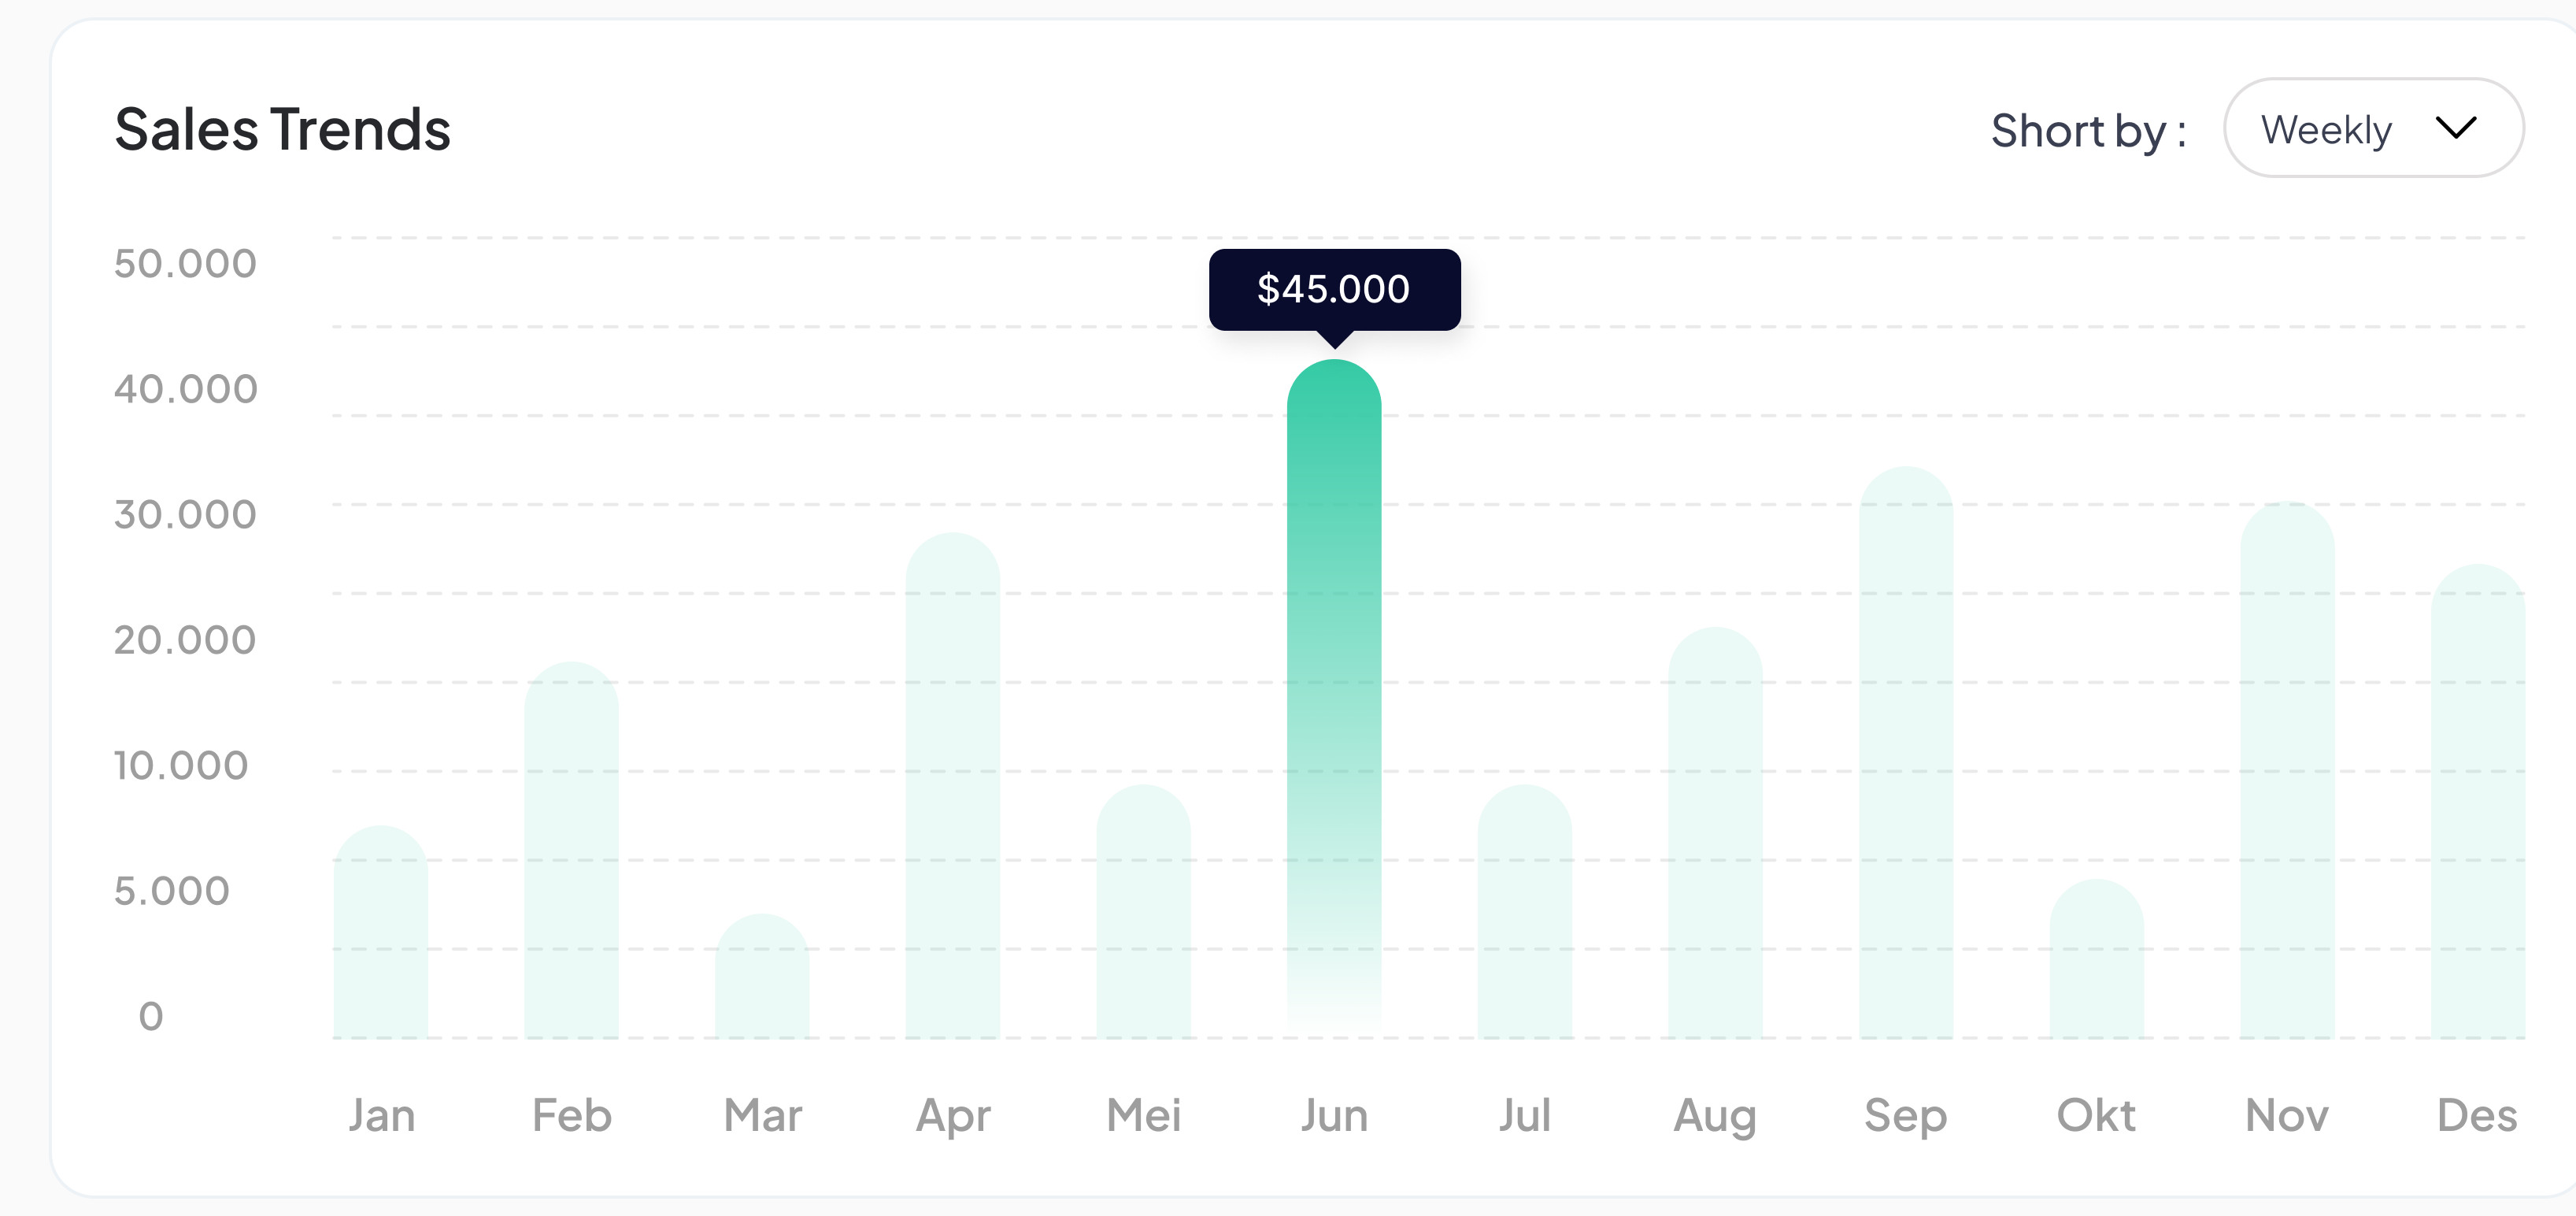 Sales Trends
Short by :
Weekly
50.000
$45.000
40.000
30.000
20.000
10.000
5.000
0
Jan Feb Mar Apr Mei Jun Jul Aug Sep Okt Nov Des